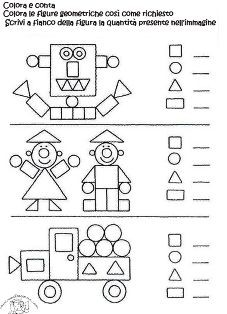 Colora e conta
Colora le figure geometriche così come richiesto
Scrivi a fianco della figura la quantità presente nell'immagine